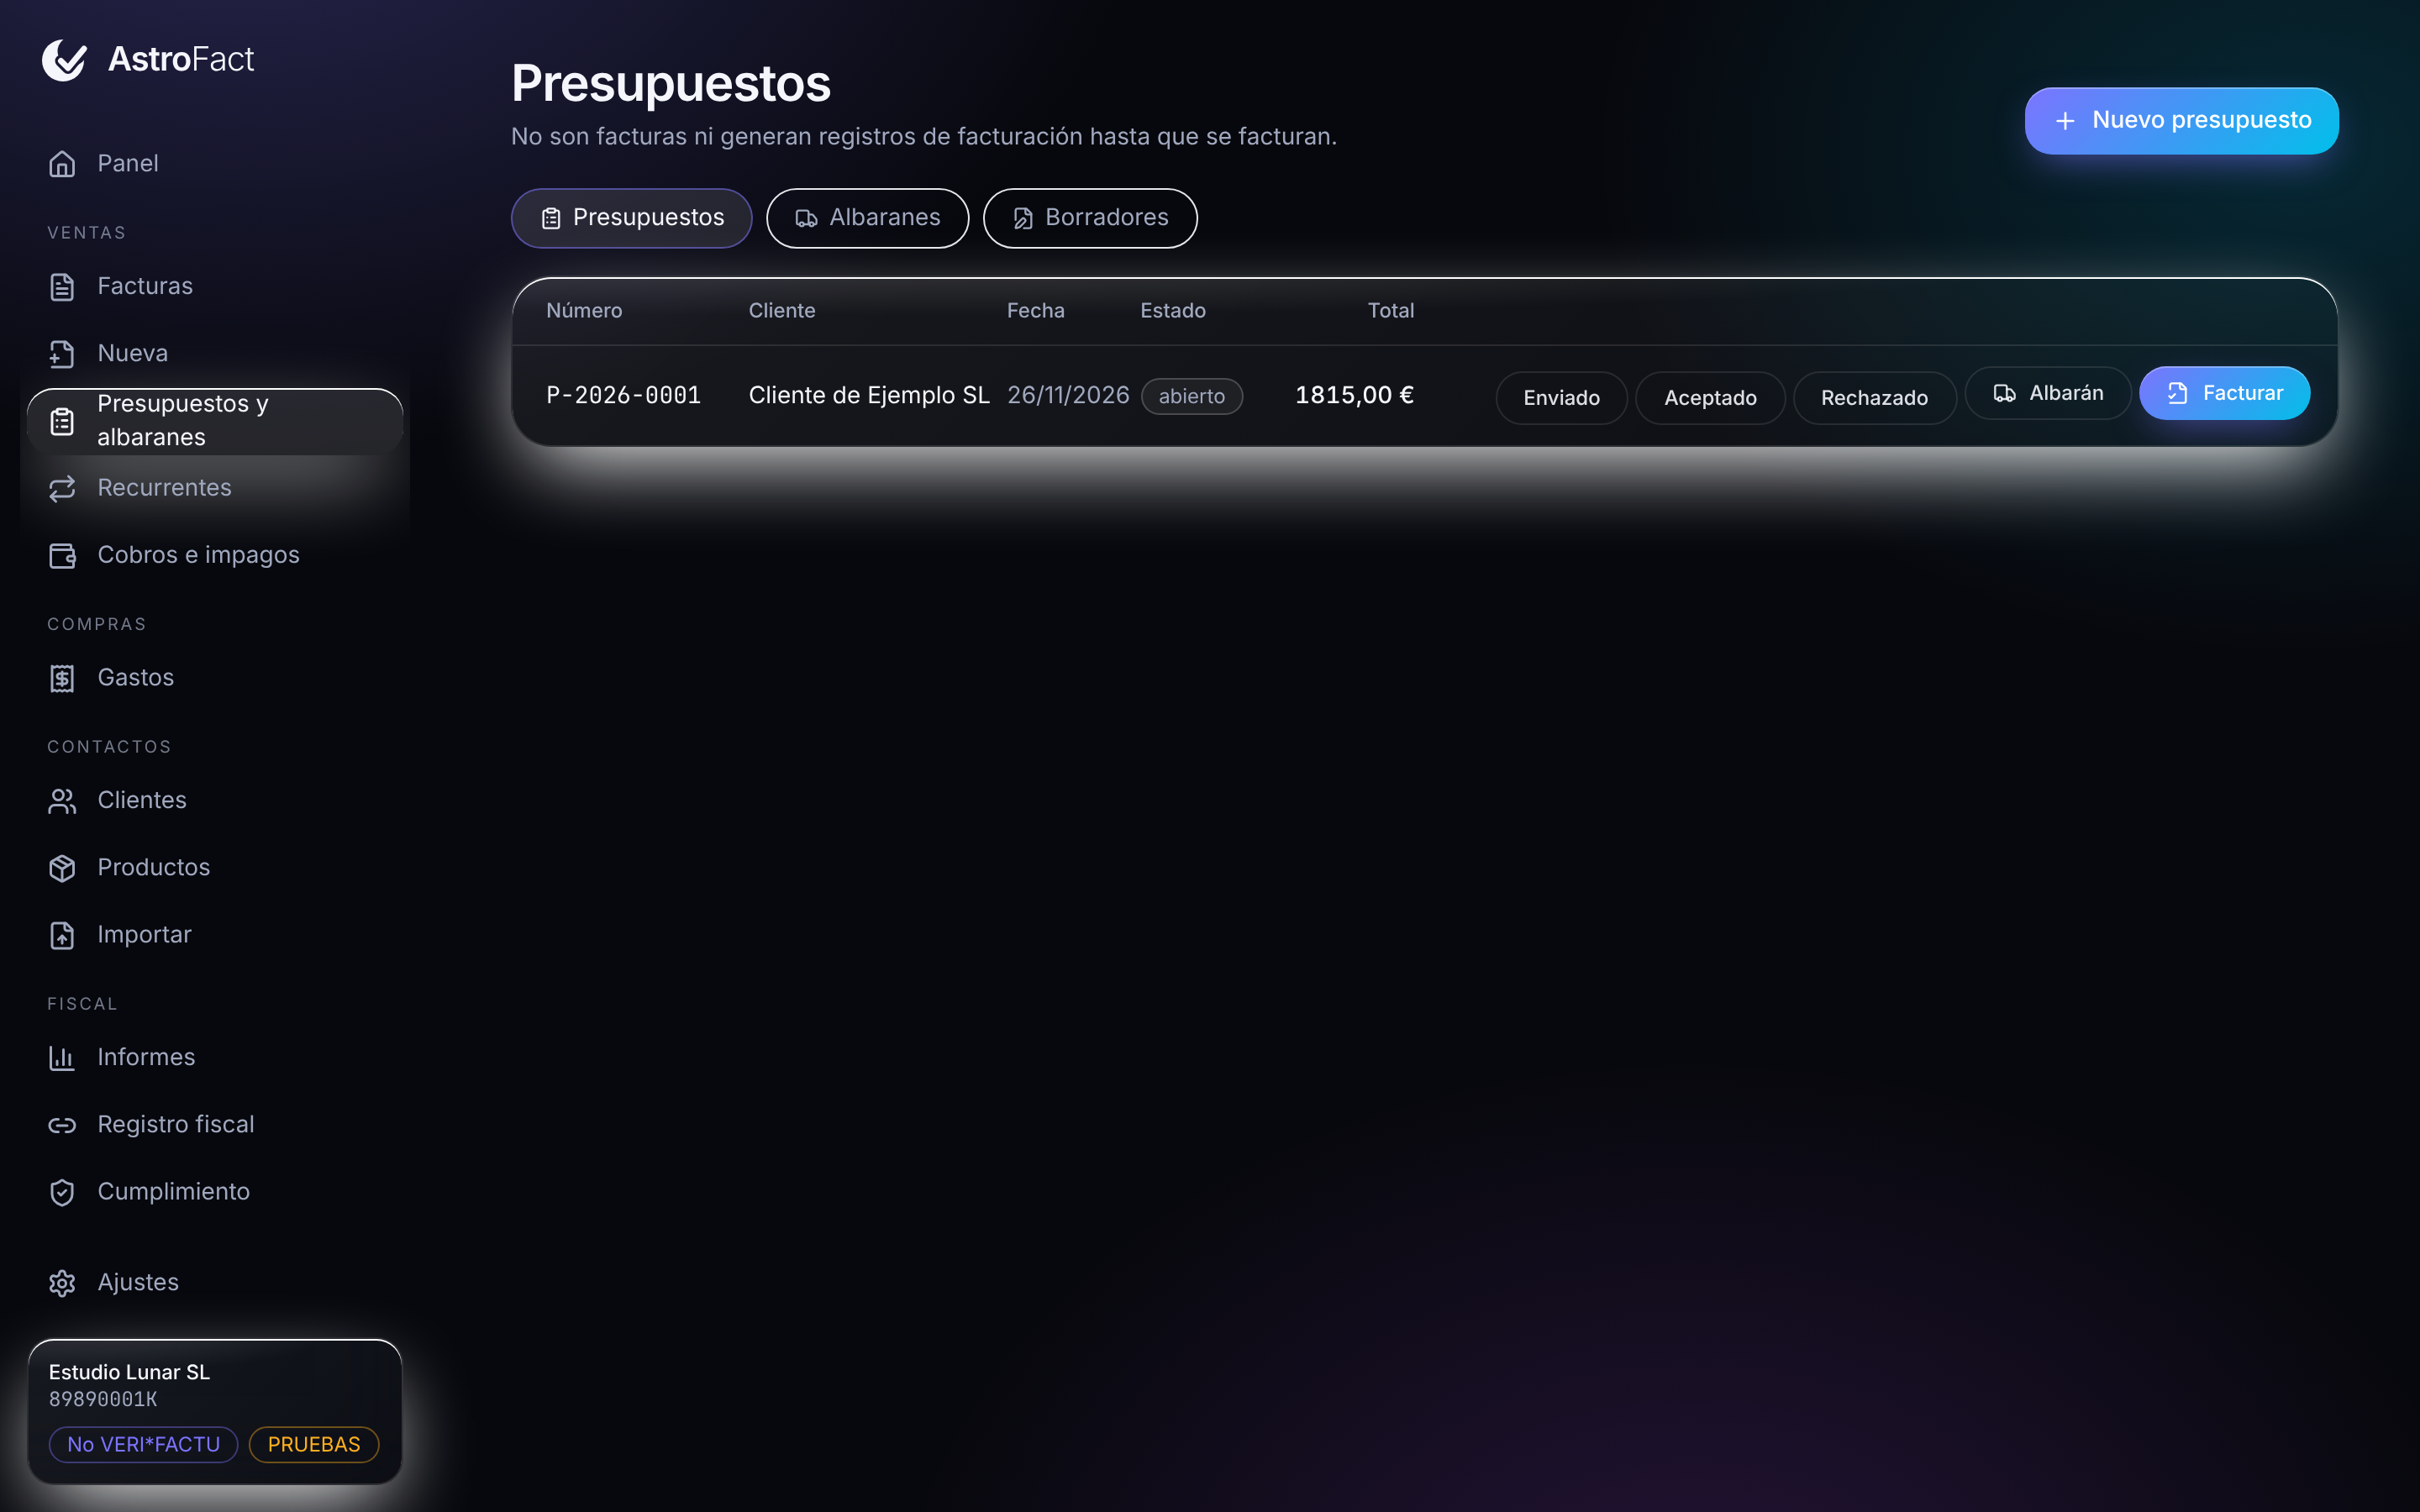 AstroFact
Panel
VENTAS
Facturas
Nueva
Presupuestos y
albaranes
Recurrentes
Cobros e impagos
COMPRAS
Gastos
CONTACTOS
Clientes
Productos
Importar
FISCAL
Informes
Registro fiscal
Cumplimiento
Ajustes
Estudio Lunar SL
89890001K
No VERI*FACTU PRUEBAS
Presupuestos
No son facturas ni generan registros de facturación hasta que se facturan.
Nuevo presupuesto
Presupuestos Albaranes Borradores
Número Cliente Fecha Estado Total
P-2026-0001 Cliente de Ejemplo SL 26/11/2026 abierto 1815,00 € Enviado Aceptado Rechazado Albarán Facturar